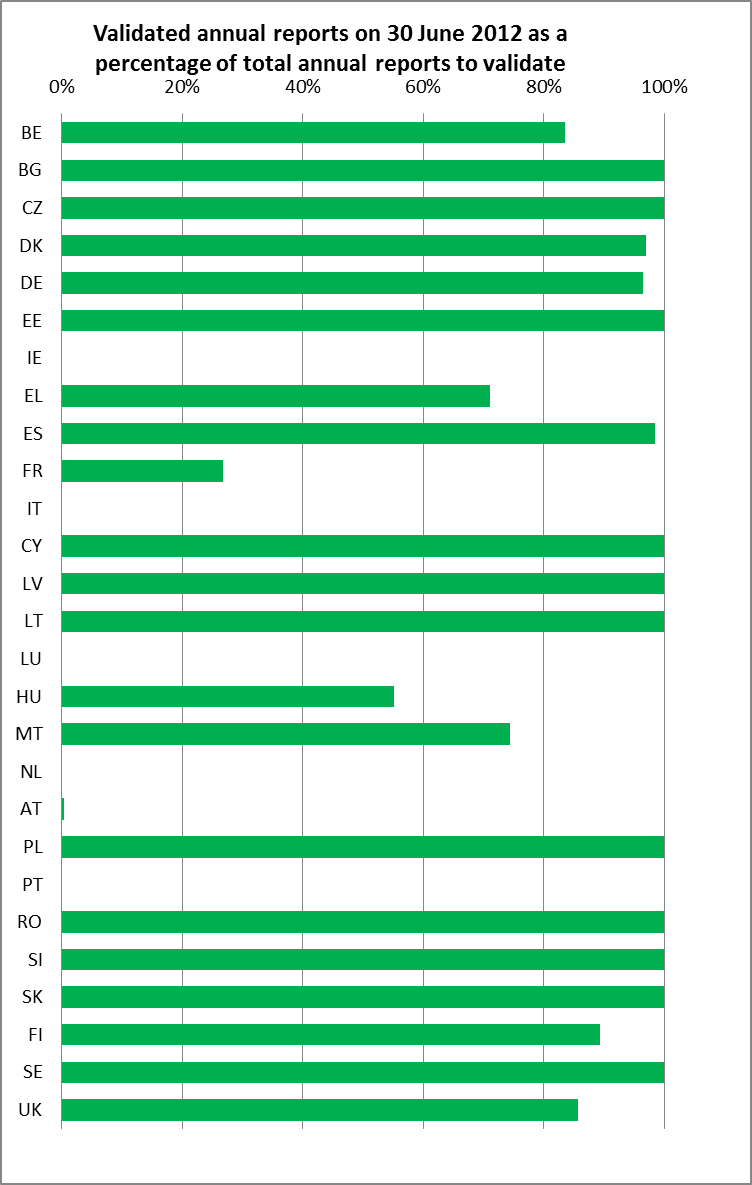 Validated annual reports on 30 June 2012 as a
percentage of total annual reports to validate
0% 20% 40% 60% 80% 100%
BE
BG
CZ
DK
DE
EE
IE
EL
ES
FR
IT
CY
LV
LT
LU
HU
MT
NL
AT
PL
PT
RO
SI
SK
FI
SE
UK